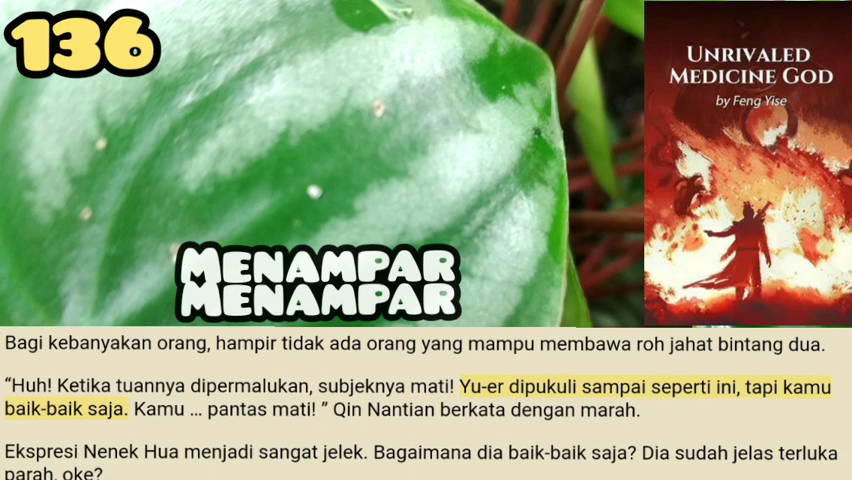 136
UNRIVALED
MEDICINE GOD
by Feng Yise
MENAMPAR
MENAMPAR
Bagi kebanyakan orang, hampir tidak ada orang yang mampu membawa roh jahat bintang dua.
“Huh! Ketika tuannya dipermalukan, subjeknya mati! Yu-er dipukuli sampai seperti ini, tapi kamu
baik-baik saja. Kamu … pantas mati! ” Qin Nantian berkata dengan marah.
Ekspresi Nenek Hua menjadi sangat jelek. Bagaimana dia baik-baik saja? Dia sudah jelas terluka
parah, oke?